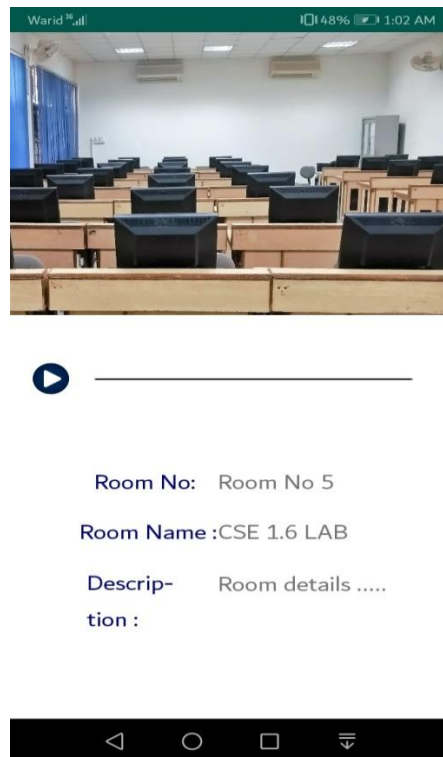 Warid 3G 48% 1:02 AM
Room No: Room No 5
Room Name :CSE 1.6 LAB
Descrip- Room details .....
tion :